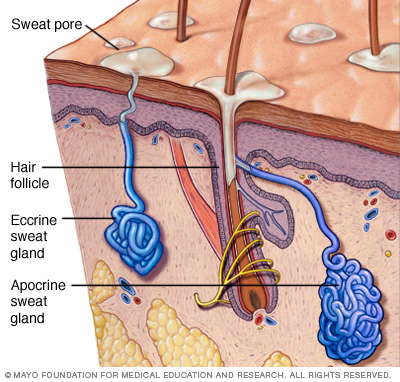 Sweat pore
Hair
follicle
Eccrine
sweat
gland
Apocrine
sweat
gland
© MAYO FOUNDATION FOR MEDICAL EDUCATION AND RESEARCH. ALL RIGHTS RESERVED.